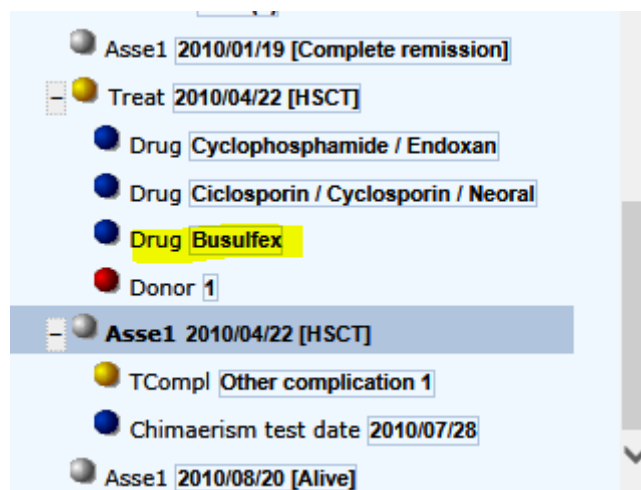 Asse1 2010/01/19 [Complete remission]
Treat 2010/04/22 [HSCT]
Drug Cyclophosphamide / Endoxan
Drug Ciclosporin / Cyclosporin / Neoral
Drug Busulfex
Donor 1
Asse1 2010/04/22 [HSCT]
TCompl Other complication 1
Chimaerism test date 2010/07/28
Asse1 2010/08/20 [Alive]